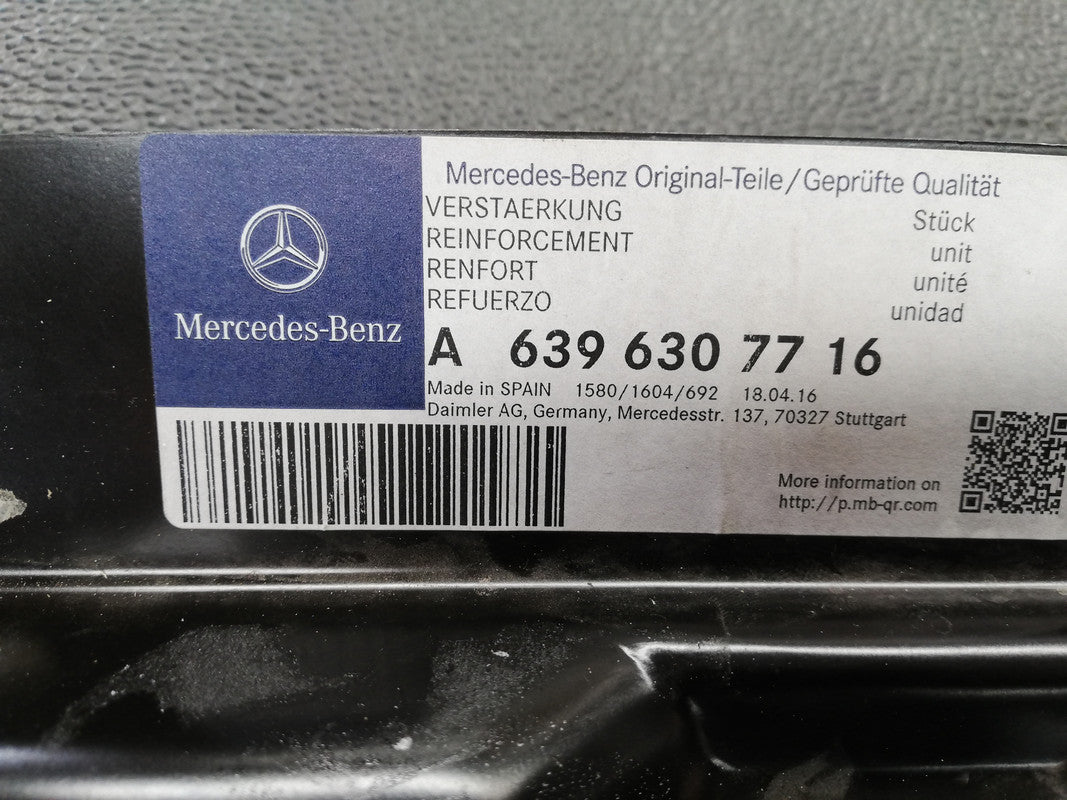 Mercedes-Benz
Mercedes-Benz Original-Teile/Geprüfte Qualität
VERSTAERKUNG Stück
REINFORCEMENT unit
RENFORT unité
REFUERZO unidad
A 639 630 77 16
Made in SPAIN 1580/1604/692 18.04.16
Daimler AG, Germany, Mercedesstr. 137, 70327 Stuttgart
More information on
http://p.mb-qr.com